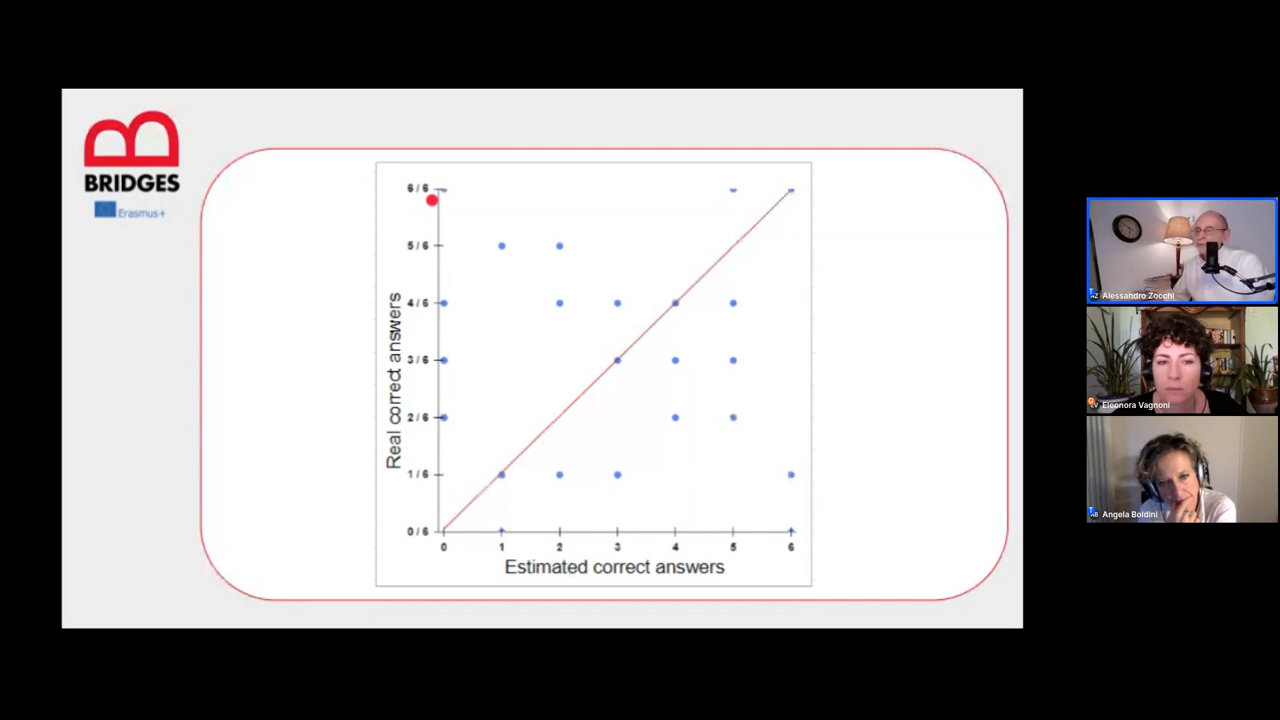 BRIDGES
Erasmus+
6 / 6
5 / 6
4 / 6
3 / 6
2 / 6
1 / 6
0 / 6
Real correct answers
0 1 2 3 4 5 6
Estimated correct answers
Alessandro Zocchi
Eleonora Vagnoni
Angela Boldini